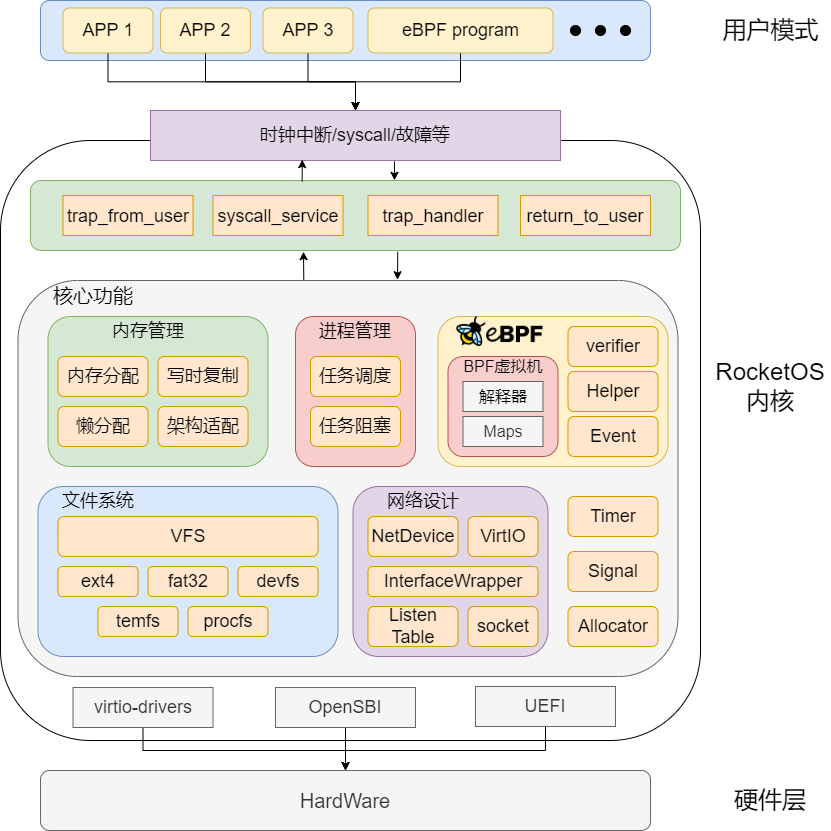 APP 1
APP 2
APP 3
eBPF program
用户模式
时钟中断/syscall/故障等
trap_from_user
syscall_service
trap_handler
return_to_user
核心功能
内存管理
内存分配
写时复制
懒分配
架构适配
进程管理
任务调度
任务阻塞
eBPF
BPF虚拟机
解释器
Maps
verifier
Helper
Event
RocketOS
内核
文件系统
VFS
ext4
fat32
devfs
temfs
procfs
网络设计
NetDevice
VirtIO
InterfaceWrapper
Listen
Table
socket
Timer
Signal
Allocator
virtio-drivers
OpenSBI
UEFI
HardWare
硬件层